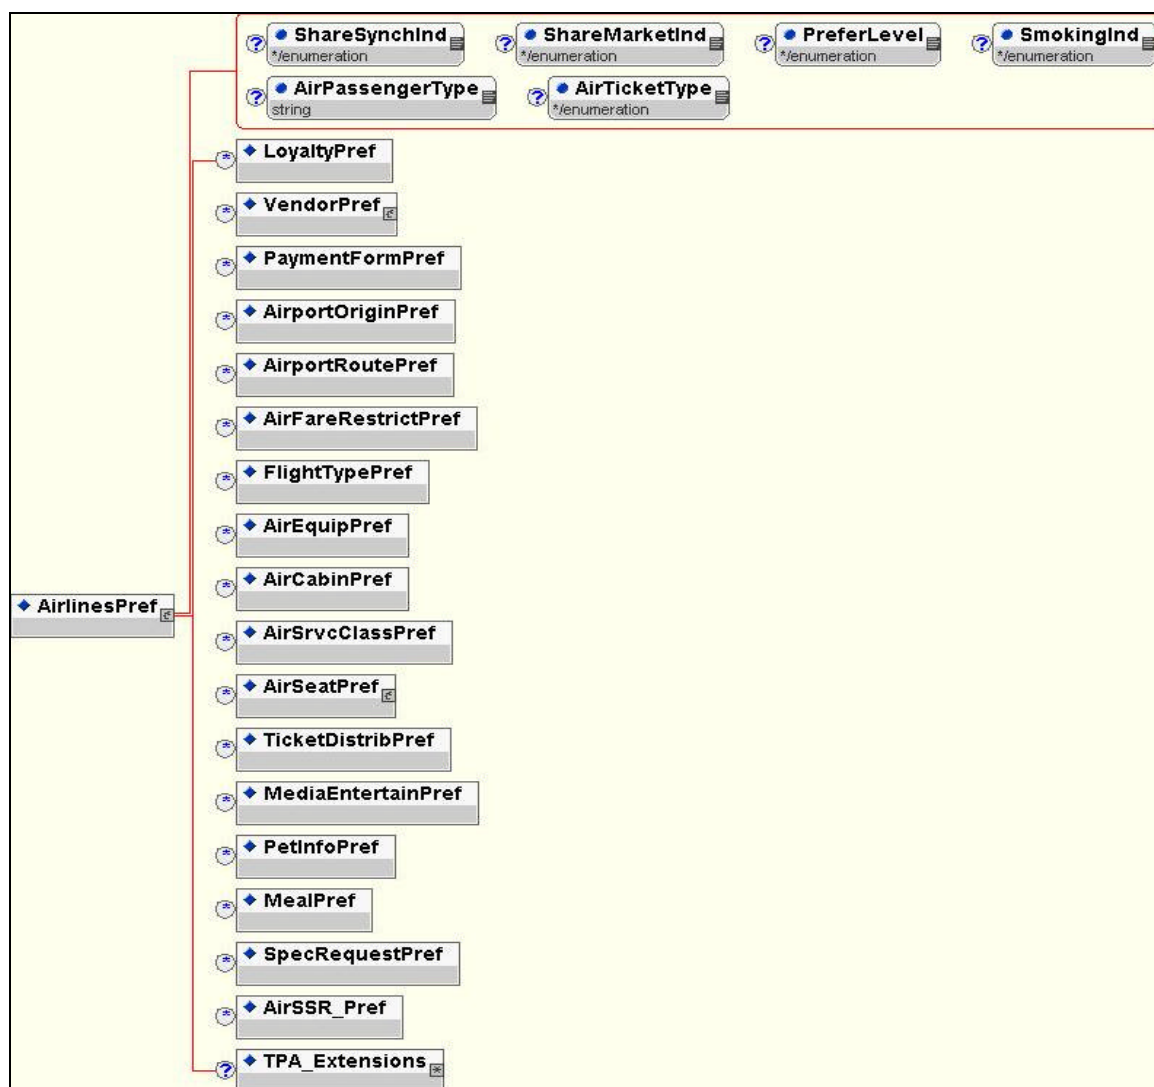 ShareSynchInd ShareMarketInd PreferLevel SmokingInd
*/enumeration */enumeration */enumeration */enumeration
AirPassengerType AirTicketType
string */enumeration
LoyaltyPref
VendorPref
PaymentFormPref
AirportOriginPref
AirportRoutePref
AirFareRestrictPref
FlightTypePref
AirEquipPref
AirCabinPref
AirlinesPref
AirSrvcClassPref
AirSeatPref
TicketDistribPref
MediaEntertainPref
PetInfoPref
MealPref
SpecRequestPref
AirSSR_Pref
TPA_Extensions